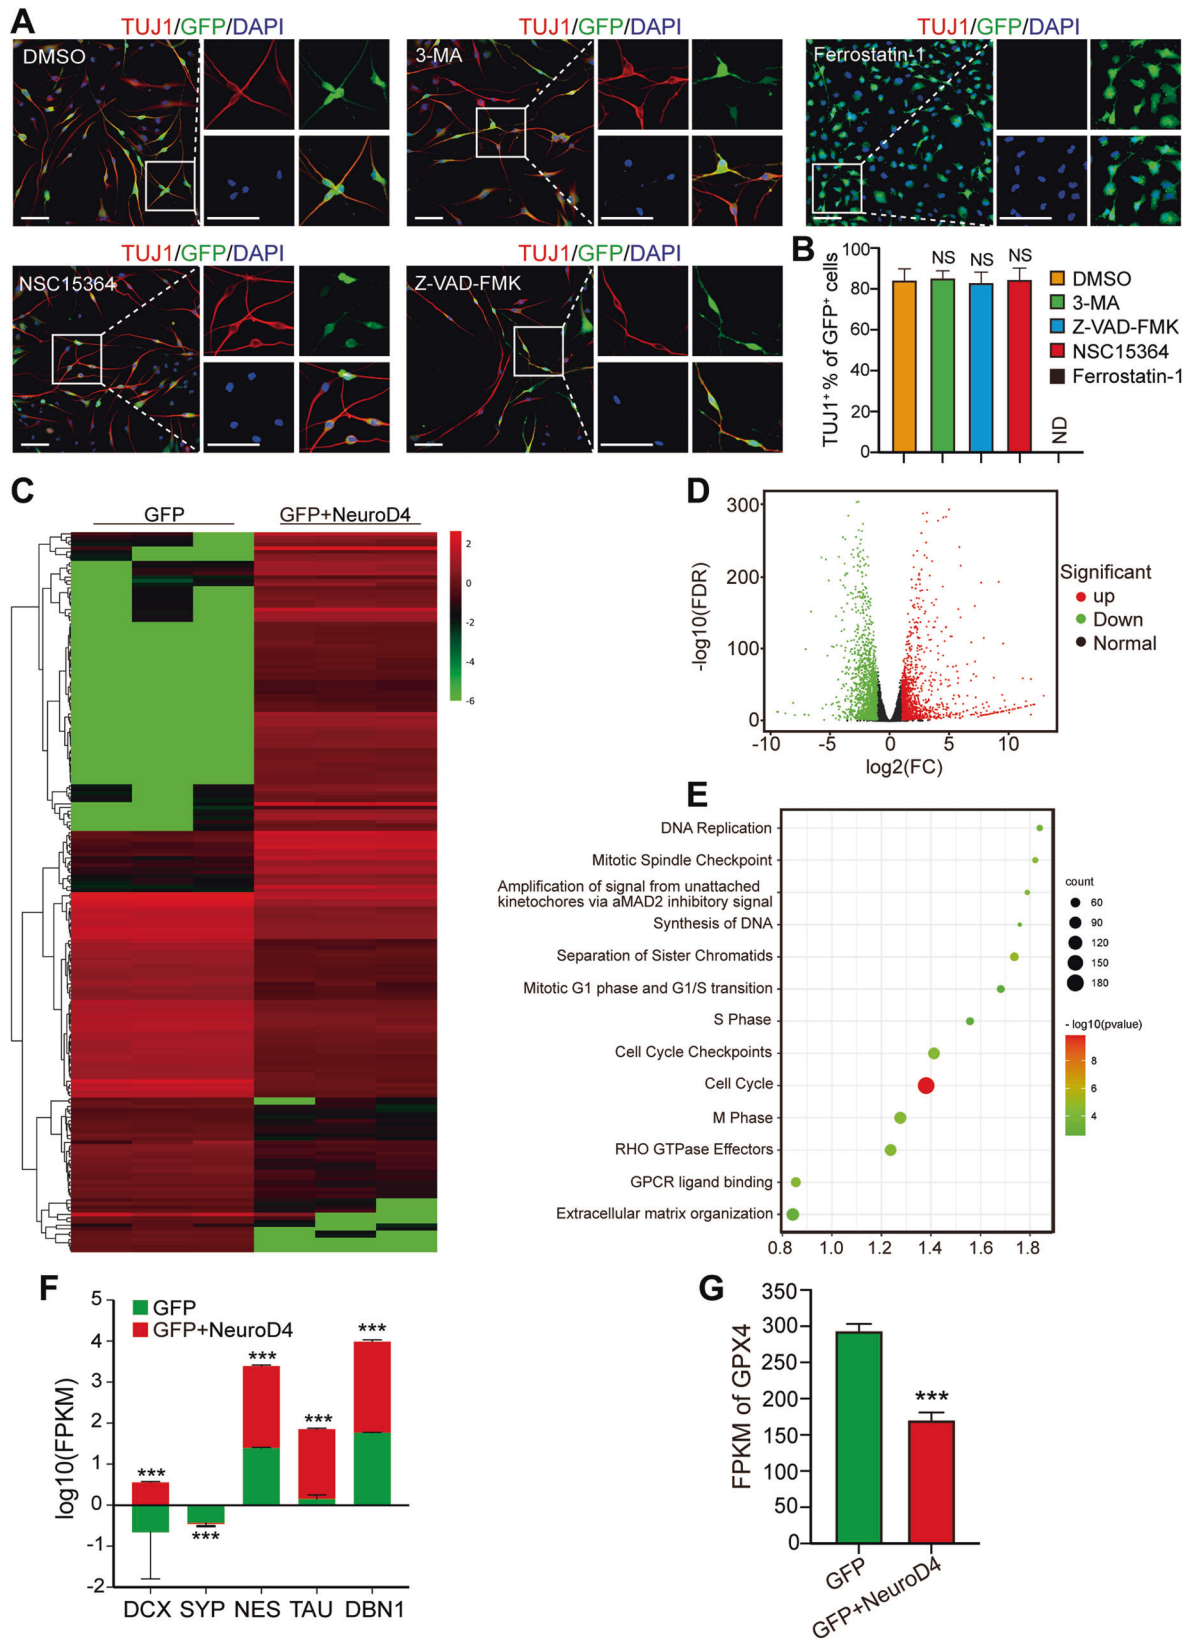 A
TUJ1/GFP/DAPI
DMSO
TUJ1/GFP/DAPI
3-MA
TUJ1/GFP/DAPI
Ferrostatin-1
TUJ1/GFP/DAPI
NSC15364
TUJ1/GFP/DAPI
Z-VAD-FMK
B
TUJ1+ % of GFP+ cells
100
80
60
40
20
0
NS
NS
NS
ND
DMSO
3-MA
Z-VAD-FMK
NSC15364
Ferrostatin-1
C
GFP
GFP+NeuroD4
2
0
-2
-4
-6
D
-log10(FDR)
300
200
100
0
-10
-5
0
5
10
log2(FC)
Significant
up
Down
Normal
E
DNA Replication
Mitotic Spindle Checkpoint
Amplification of signal from unattached
kinetochores via aMAD2 inhibitory signal
Synthesis of DNA
Separation of Sister Chromatids
Mitotic G1 phase and G1/S transition
S Phase
Cell Cycle Checkpoints
Cell Cycle
M Phase
RHO GTPase Effectors
GPCR ligand binding
Extracellular matrix organization
0.8
1.0
1.2
1.4
1.6
1.8
count
60
90
120
150
180
- log10(pvalue)
8
6
4
F
log10(FPKM)
5
4
3
2
1
0
-1
-2
GFP
GFP+NeuroD4
***
***
***
***
***
DCX
SYP
NES
TAU
DBN1
G
FPKM of GPX4
350
300
250
200
150
100
50
0
***
GFP
GFP+NeuroD4